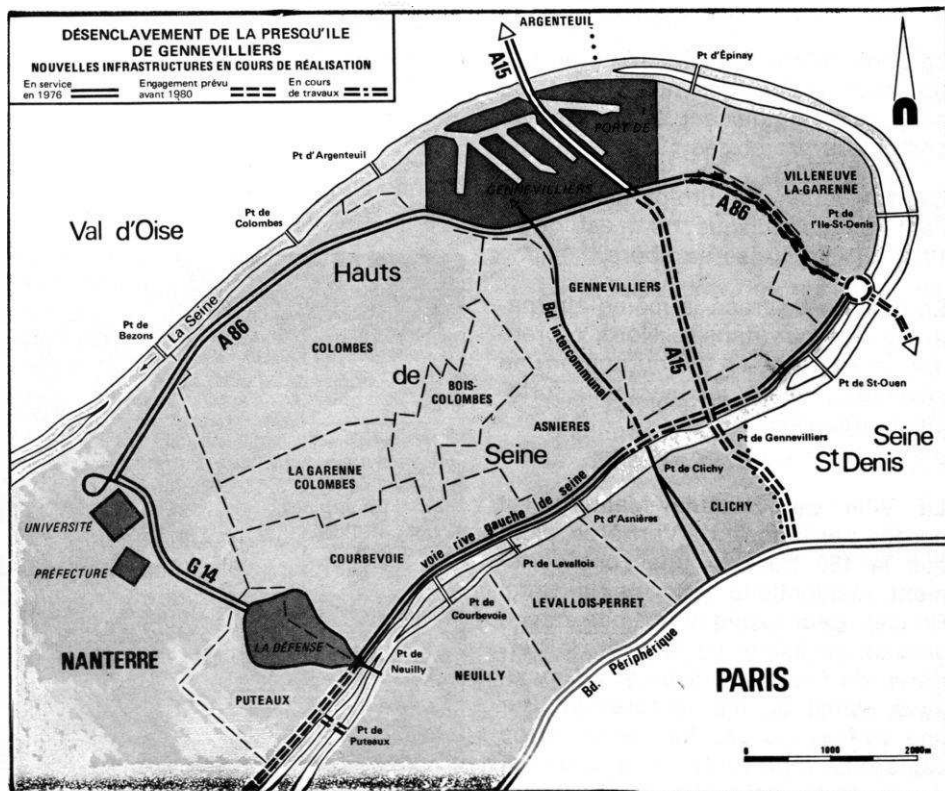 DÉSENCLAVEMENT DE LA PRESQU'ILE
DE GENNEVILLIERS
NOUVELLES INFRASTRUCTURES EN COURS DE RÉALISATION
En service
en 1976
Engagement prévu
avant 1980
En cours
de travaux
ARGENTEUIL
A15
Pt d'Épinay
PORT DE
GENNEVILLIERS
Pt d'Argenteuil
VILLENEUVE
LA-GARENNE
Pt de
Colombes
A86
Pt de
l'Ile-St-Denis
Val d'Oise
Hauts
GENNEVILLIERS
La Seine
Pt de
Bezons
A86
Bd. intercommunal
A15
COLOMBES
de
BOIS-
COLOMBES
Pt de St-Ouen
ASNIERES
Seine
Pt de Gennevilliers
Seine
St Denis
LA GARENNE
COLOMBES
Pt de Clichy
CLICHY
UNIVERSITÉ
voie rive gauche de seine
Pt d'Asnières
PRÉFECTURE
G14
COURBEVOIE
Pt de Levallois
LEVALLOIS-PERRET
Pt de
Courbevoie
LA DÉFENSE
NANTERRE
Pt de
Neuilly
NEUILLY
Bd. Périphérique
PARIS
PUTEAUX
Pt de
Puteaux
0 1000 2000m